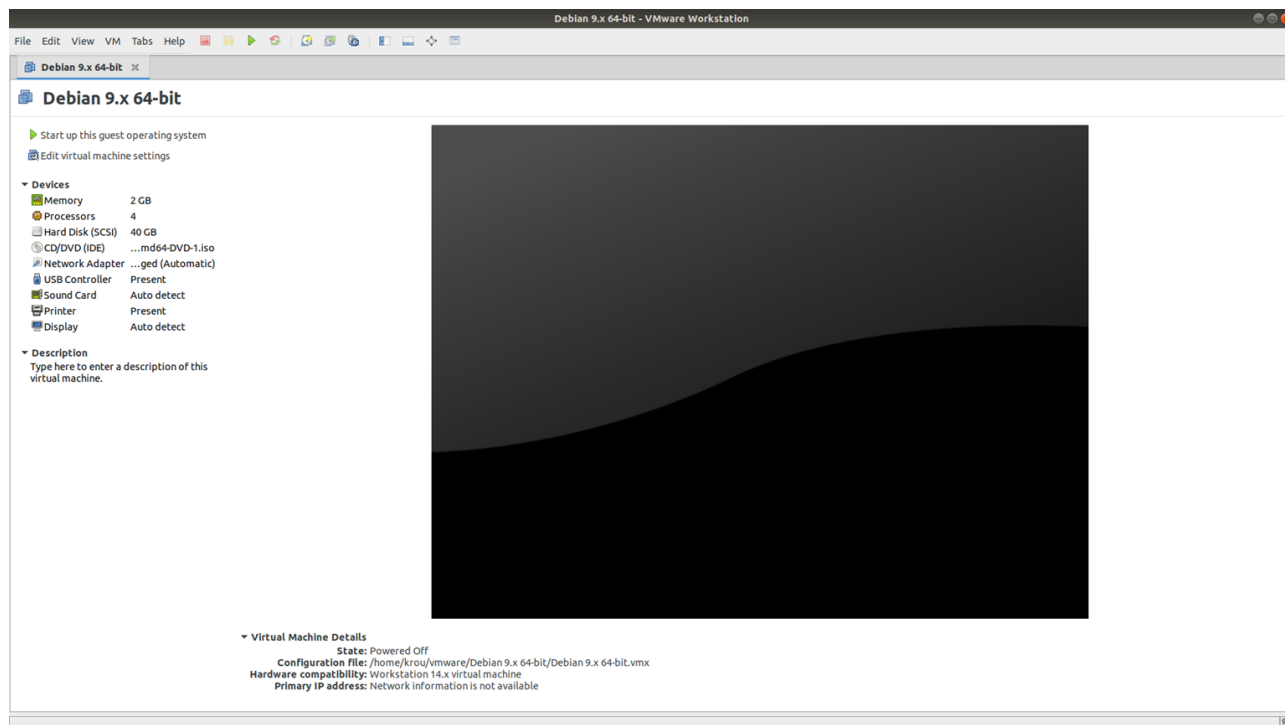 Debian 9.x 64-bit - VMware Workstation
File Edit View VM Tabs Help
Debian 9.x 64-bit
Debian 9.x 64-bit
Start up this guest operating system
Edit virtual machine settings
Devices
Memory 2 GB
Processors 4
Hard Disk (SCSI) 40 GB
CD/DVD (IDE) ...md64-DVD-1.iso
Network Adapter ...ged (Automatic)
USB Controller Present
Sound Card Auto detect
Printer Present
Display Auto detect
Description
Type here to enter a description of this
virtual machine.
Virtual Machine Details
State: Powered Off
Configuration file: /home/krou/vmware/Debian 9.x 64-bit/Debian 9.x 64-bit.vmx
Hardware compatibility: Workstation 14.x virtual machine
Primary IP address: Network information is not available